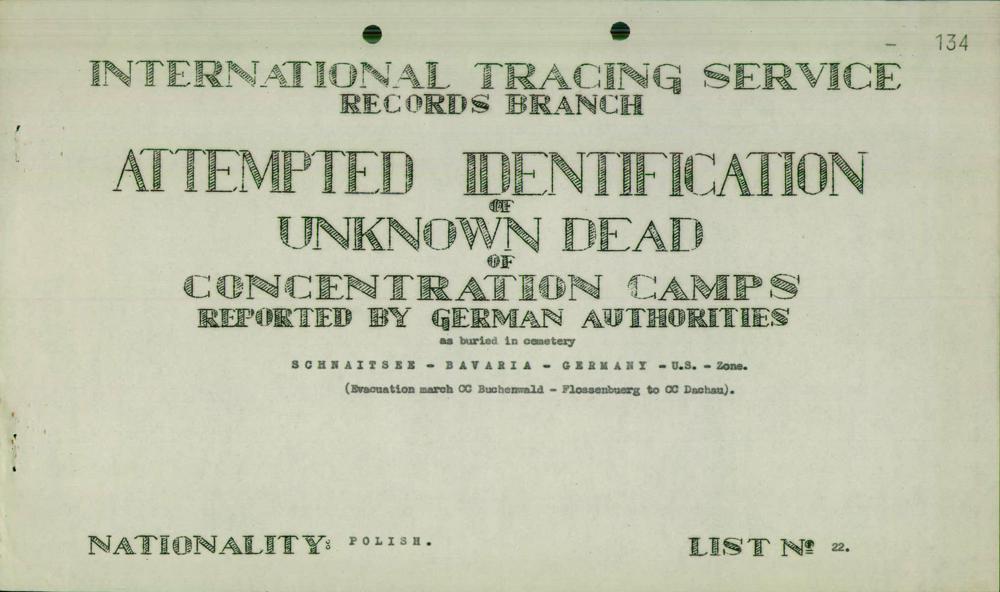 - 134
INTERNATIONAL TRACING SERVICE
RECORDS BRANCH
ATTEMPTED IDENTIFICATION
OF
UNKNOWN DEAD
OF
CONCENTRATION CAMPS
REPORTED BY GERMAN AUTHORITIES
as buried in cemetery
SCHNAITSEE - BAVARIA - GERMANY - U.S. - Zone.
(Evacuation march CC Buchenwald - Flossenbuerg to CC Dachau).
NATIONALITY: POLISH. LIST Nº 22.